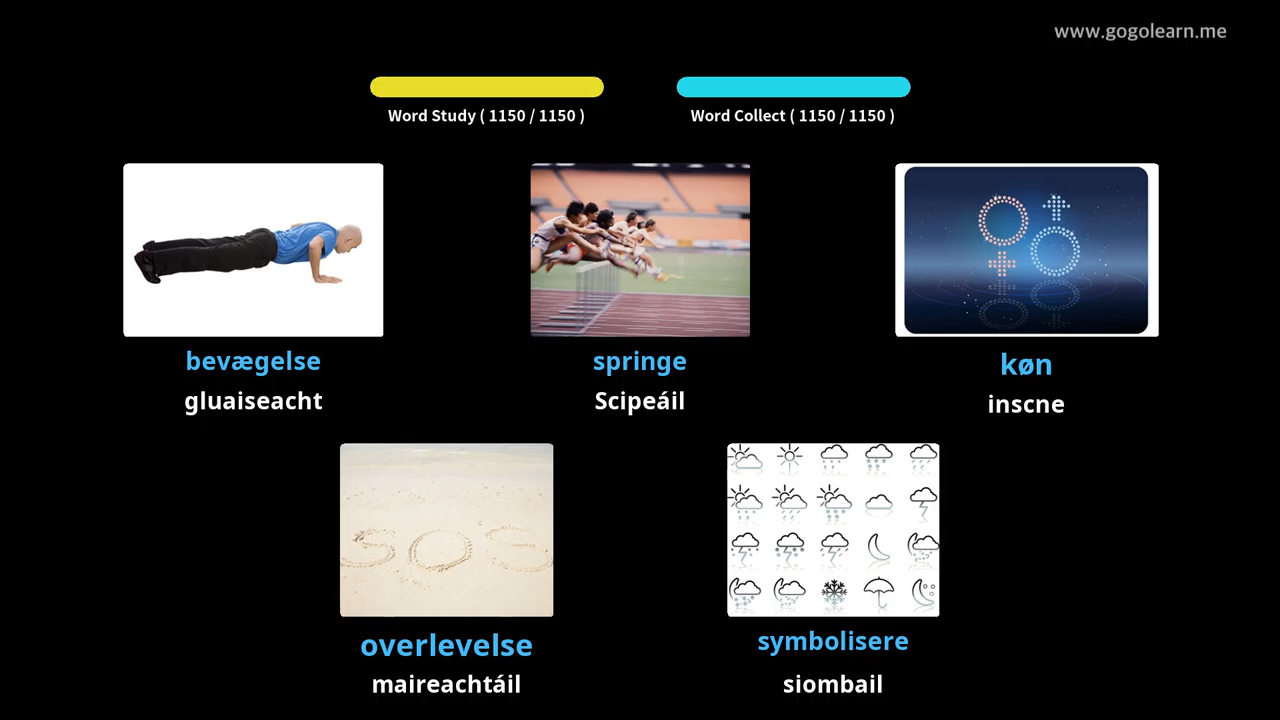 www.gogolearn.me
Word Study ( 1150 / 1150 )
Word Collect ( 1150 / 1150 )
bevægelse
springe
køn
gluaiseacht
Scipeáil
inscne
SOS
overlevelse
symbolisere
maireachtáil
siombail